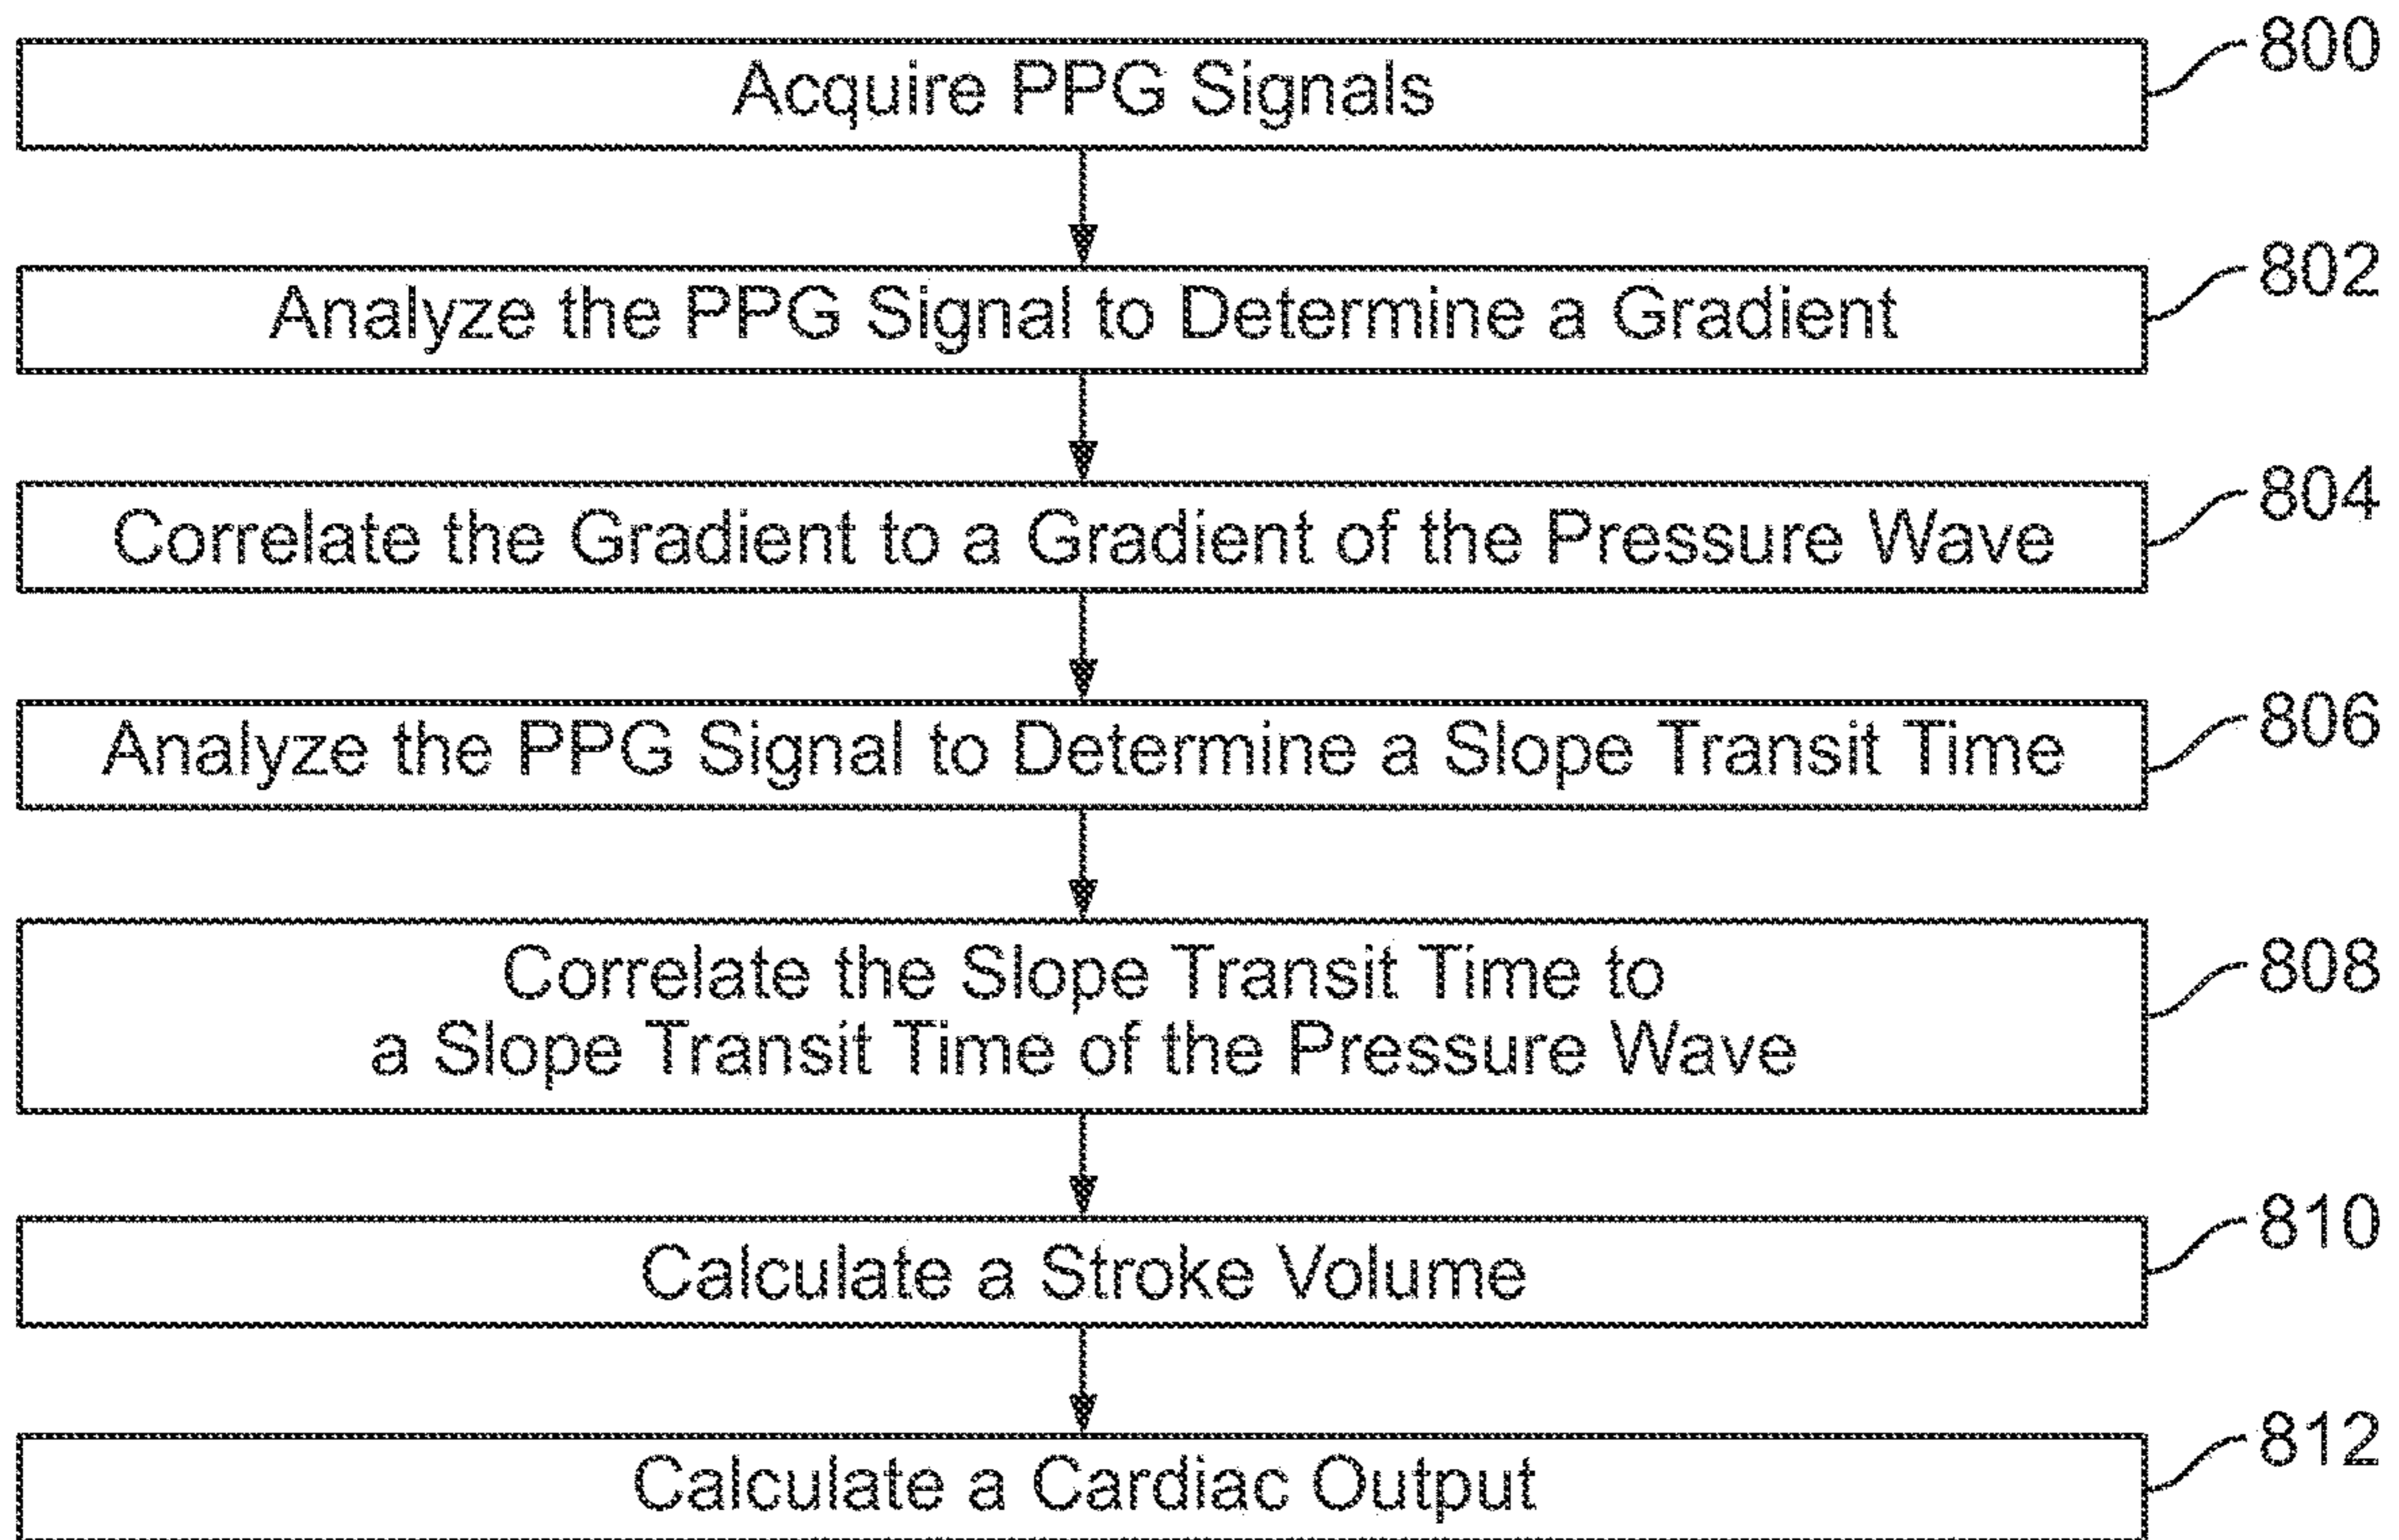 Acquire PPG Signals
800
Analyze the PPG Signal to Determine a Gradient
802
Correlate the Gradient to a Gradient of the Pressure Wave
804
Analyze the PPG Signal to Determine a Slope Transit Time
806
Correlate the Slope Transit Time to
a Slope Transit Time of the Pressure Wave
808
Calculate a Stroke Volume
810
Calculate a Cardiac Output
812